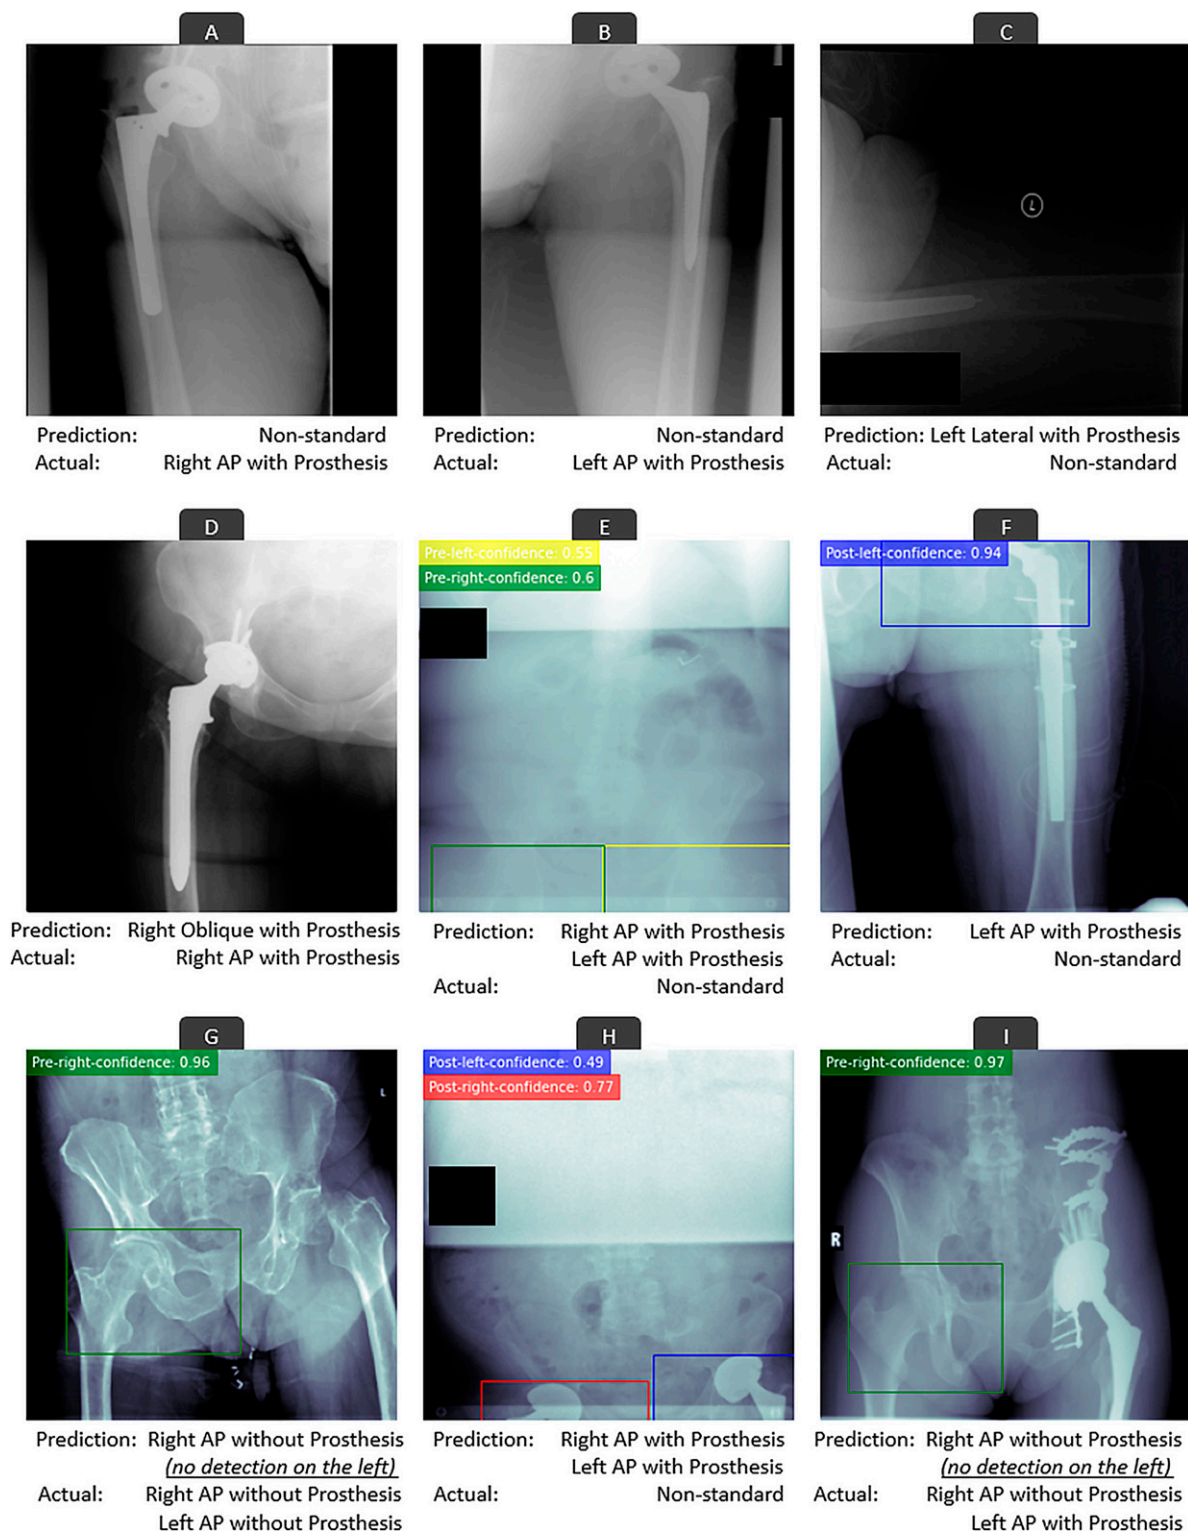 A
B
C
L
Prediction: Non-standard
Actual: Right AP with Prosthesis
Prediction: Non-standard
Actual: Left AP with Prosthesis
Prediction: Left Lateral with Prosthesis
Actual: Non-standard
D
E
F
Pre-left-confidence: 0.55
Pre-right-confidence: 0.6
Post-left-confidence: 0.94
Prediction: Right Oblique with Prosthesis
Actual: Right AP with Prosthesis
Prediction: Right AP with Prosthesis
Left AP with Prosthesis
Actual: Non-standard
Prediction: Left AP with Prosthesis
Actual: Non-standard
G
H
I
Pre-right-confidence: 0.96
L
Post-left-confidence: 0.49
Post-right-confidence: 0.77
Pre-right-confidence: 0.97
R
Prediction: Right AP without Prosthesis
(no detection on the left)
Actual: Right AP without Prosthesis
Left AP without Prosthesis
Prediction: Right AP with Prosthesis
Left AP with Prosthesis
Actual: Non-standard
Prediction: Right AP without Prosthesis
(no detection on the left)
Actual: Right AP without Prosthesis
Left AP with Prosthesis